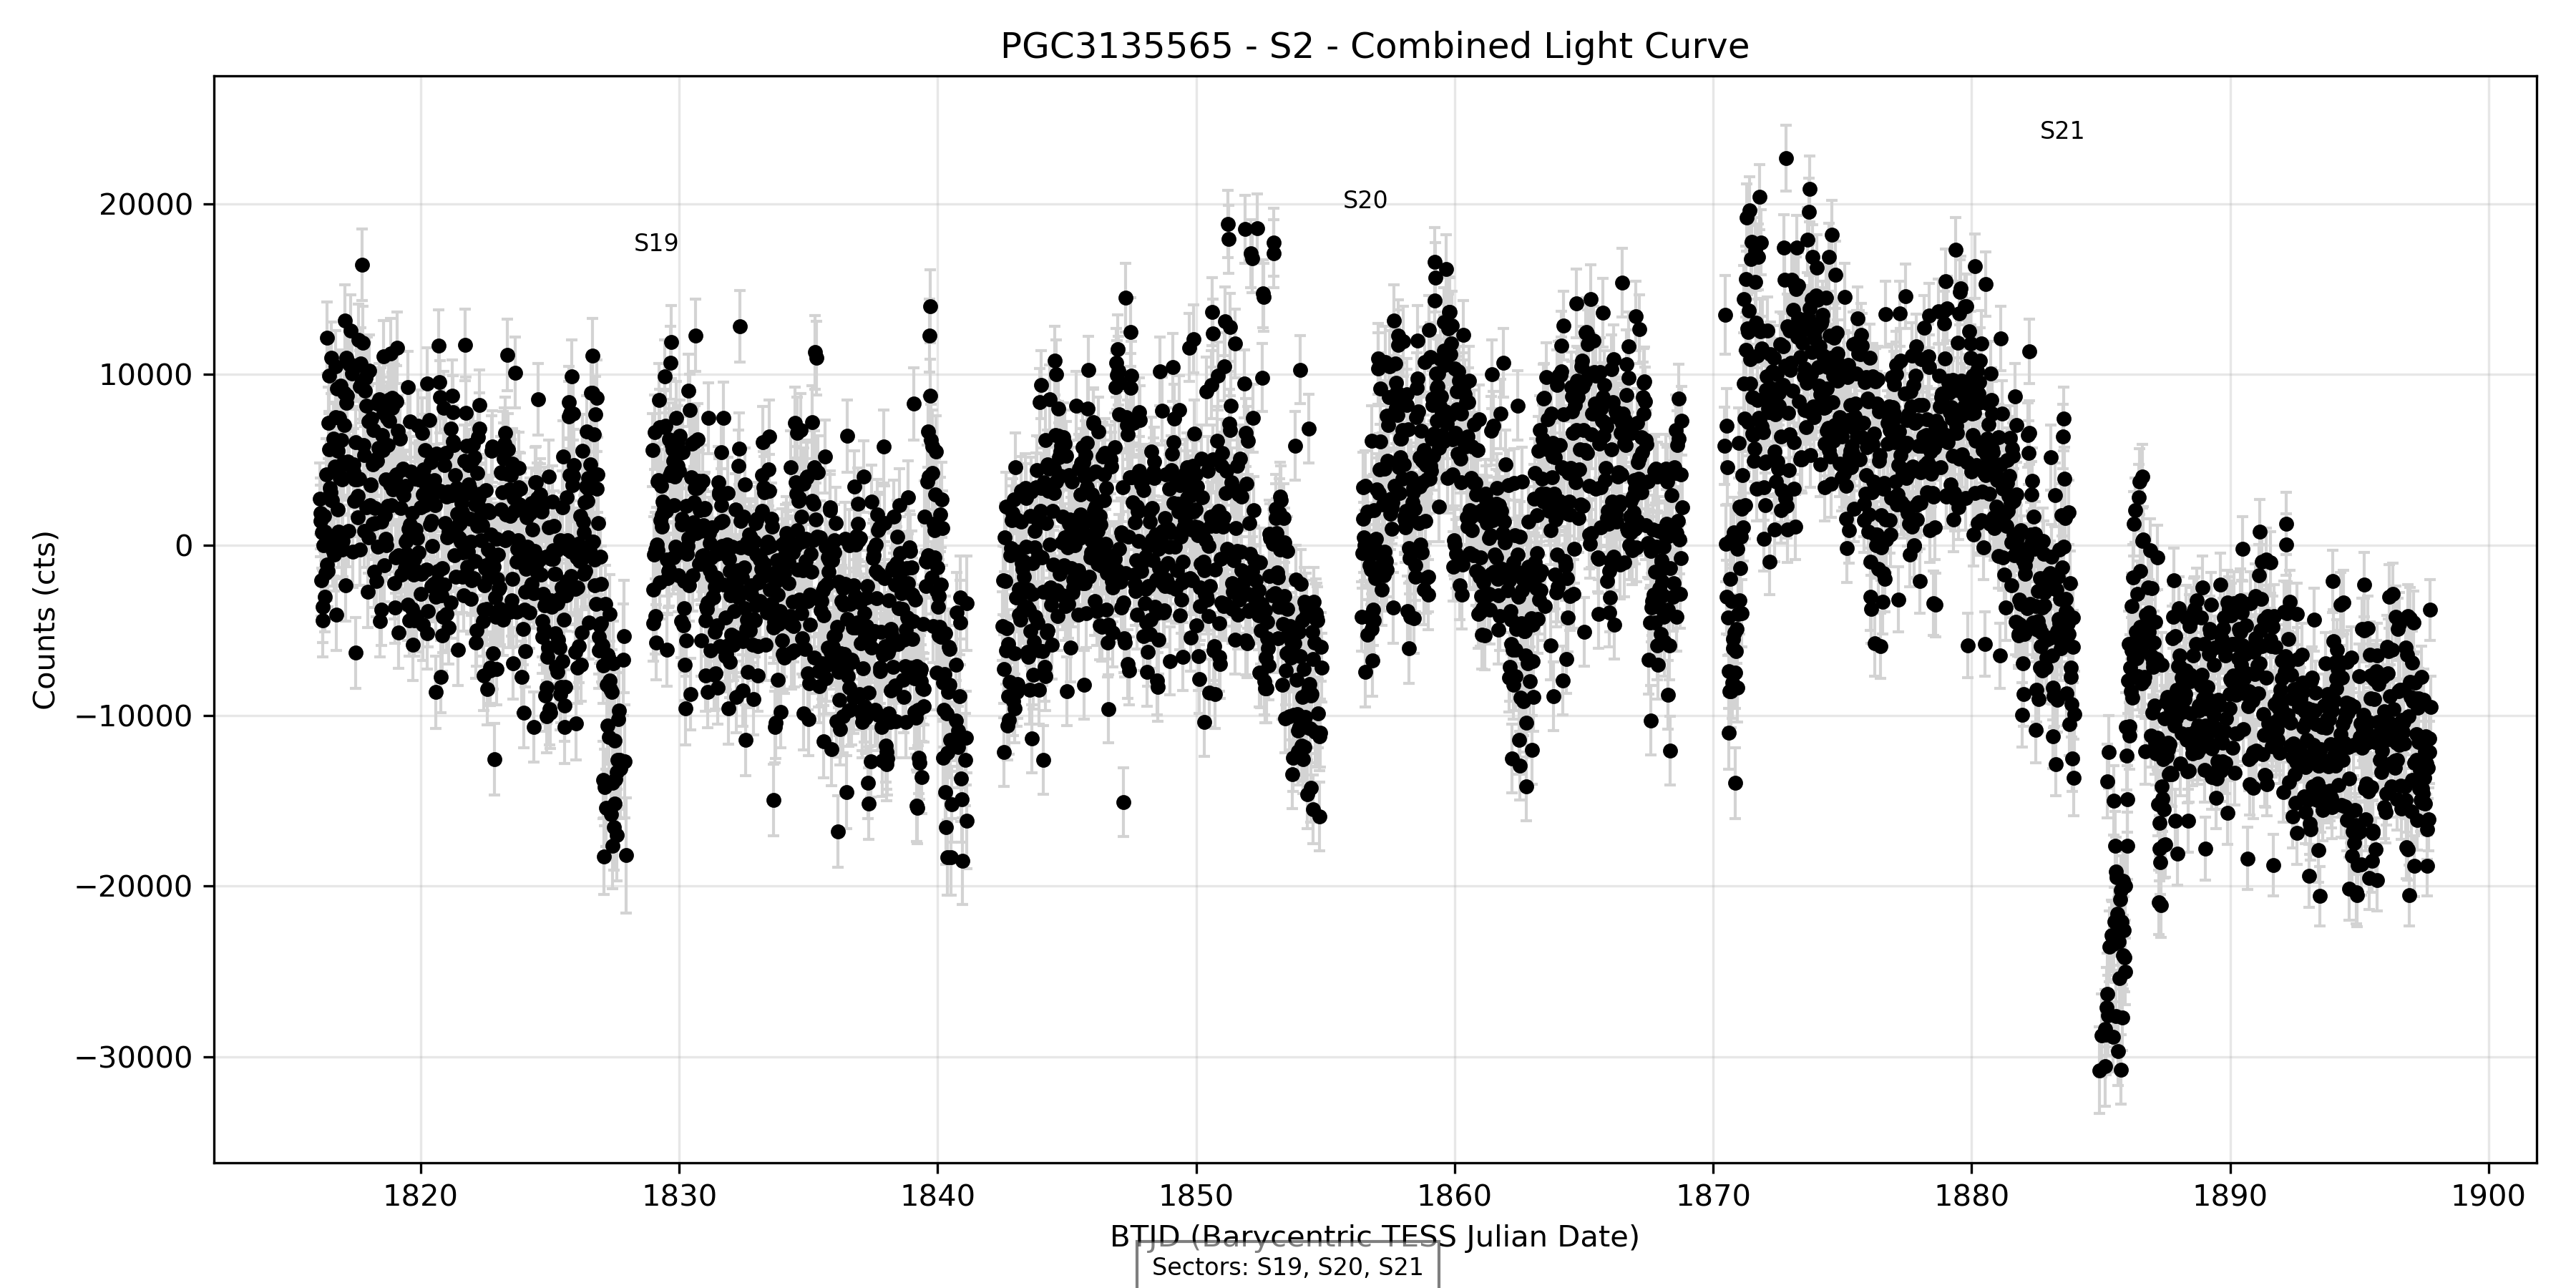 PGC3135565 - S2 - Combined Light Curve
S21
S20
S19
20000
10000
0
−10000
−20000
−30000
Counts (cts)
1820 1830 1840 1850 1860 1870 1880 1890 1900
BTJD (Barycentric TESS Julian Date)
Sectors: S19, S20, S21